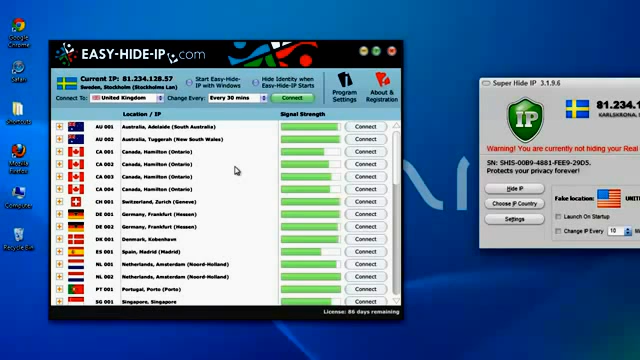 Google Chrome
Safari
Shortcuts
Mozilla Firefox
Computer
Recycle Bin
EASY-HIDE-IP.com
Current IP: 81.234.128.57
Sweden, Stockholm (Stockholms Lan)
Start Easy-Hide-IP with Windows
Hide Identity when Easy-Hide-IP Starts
Program Settings
About & Registration
Connect To: United Kingdom
Change Every: Every 30 mins
Connect
Location / IP
Signal Strength
AU 001 Australia, Adelaide (South Australia) Connect
AU 002 Australia, Tuggerah (New South Wales) Connect
CA 001 Canada, Hamilton (Ontario) Connect
CA 002 Canada, Hamilton (Ontario) Connect
CA 003 Canada, Hamilton (Ontario) Connect
CA 004 Canada, Hamilton (Ontario) Connect
CH 001 Switzerland, Zurich (Geneve) Connect
DE 001 Germany, Frankfurt (Hessen) Connect
DE 002 Germany, Frankfurt (Hessen) Connect
DK 001 Denmark, Kobenhavn Connect
ES 001 Spain, Madrid (Madrid) Connect
NL 001 Netherlands, Amsterdam (Noord-Holland) Connect
NL 002 Netherlands, Amsterdam (Noord-Holland) Connect
PT 001 Portugal, Porto (Porto) Connect
SG 001 Singapore, Singapore Connect
License: 86 days remaining
Super Hide IP 3.1.9.6
IP
81.234.1
KARLSKRONA,
Warning! You are currently not hiding your Real
SN: SHIS-00B9-4881-FEE9-29D5.
Protects your privacy forever!
Hide IP
Choose IP Country
Settings
Fake location: UNIT
Launch On Startup
Change IP Every 10 Mi